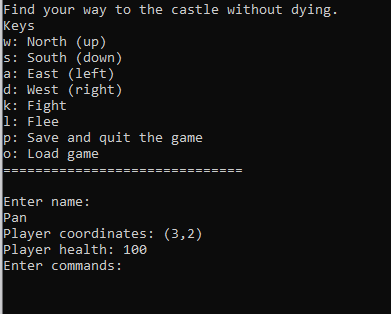 Find your way to the castle without dying.
Keys
w: North (up)
s: South (down)
a: East (left)
d: West (right)
k: Fight
l: Flee
p: Save and quit the game
o: Load game
==============================
Enter name:
Pan
Player coordinates: (3,2)
Player health: 100
Enter commands: